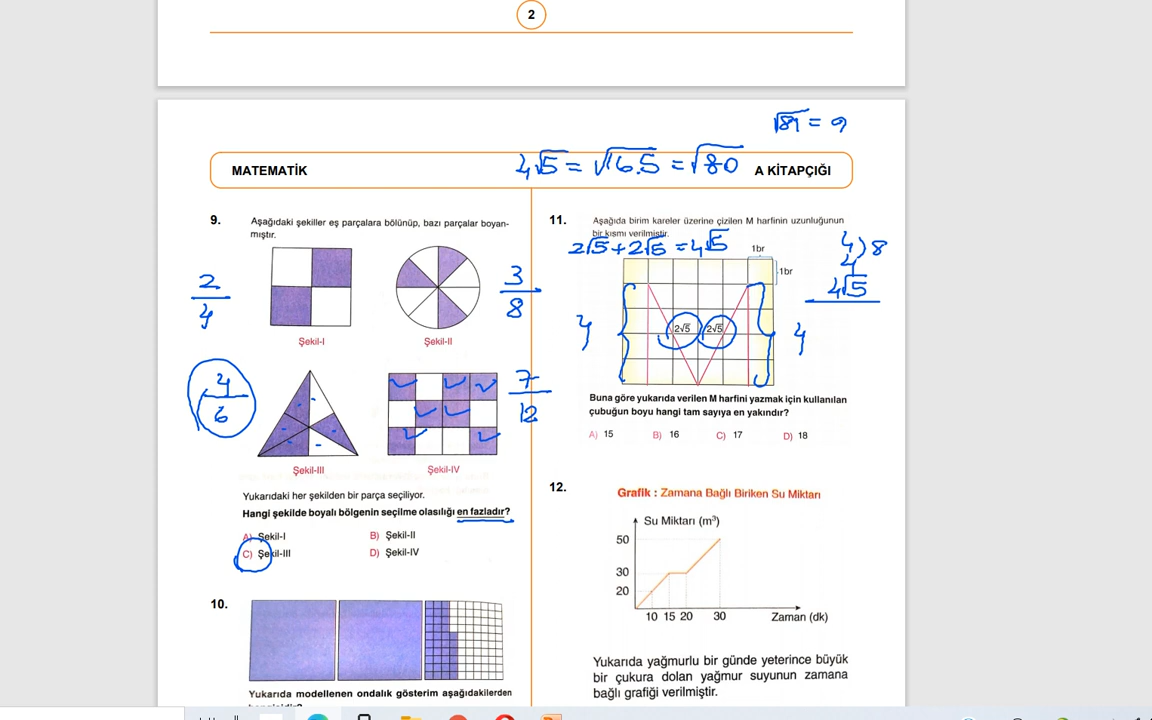 2
√81 = 9
MATEMATİK
4√5 = √16.5 = √80
A KİTAPÇIĞI
9.
Aşağıdaki şekiller eş parçalara bölünüp, bazı parçalar boyan-
mıştır.
2/4
Şekil-I
3/8
Şekil-II
4/6
Şekil-III
7/12
Şekil-IV
Yukarıdaki her şekilden bir parça seçiliyor.
Hangi şekilde boyalı bölgenin seçilme olasılığı en fazladır?
A) Şekil-I
B) Şekil-II
C) Şekil-III
D) Şekil-IV
10.
Yukarıda modellenen ondalık gösterim aşağıdakilerden
11.
Aşağıda birim kareler üzerine çizilen M harfinin uzunluğunun
bir kısmı verilmiştir.
2√5 + 2√5 = 4√5
1br
1br
4) 8
4
4√5
4
2√5
2√5
4
Buna göre yukarıda verilen M harfini yazmak için kullanılan
çubuğun boyu hangi tam sayıya en yakındır?
A) 15
B) 16
C) 17
D) 18
12.
Grafik : Zamana Bağlı Biriken Su Miktarı
Su Miktarı (m³)
50
30
20
10 15 20 30
Zaman (dk)
Yukarıda yağmurlu bir günde yeterince büyük
bir çukura dolan yağmur suyunun zamana
bağlı grafiği verilmiştir.